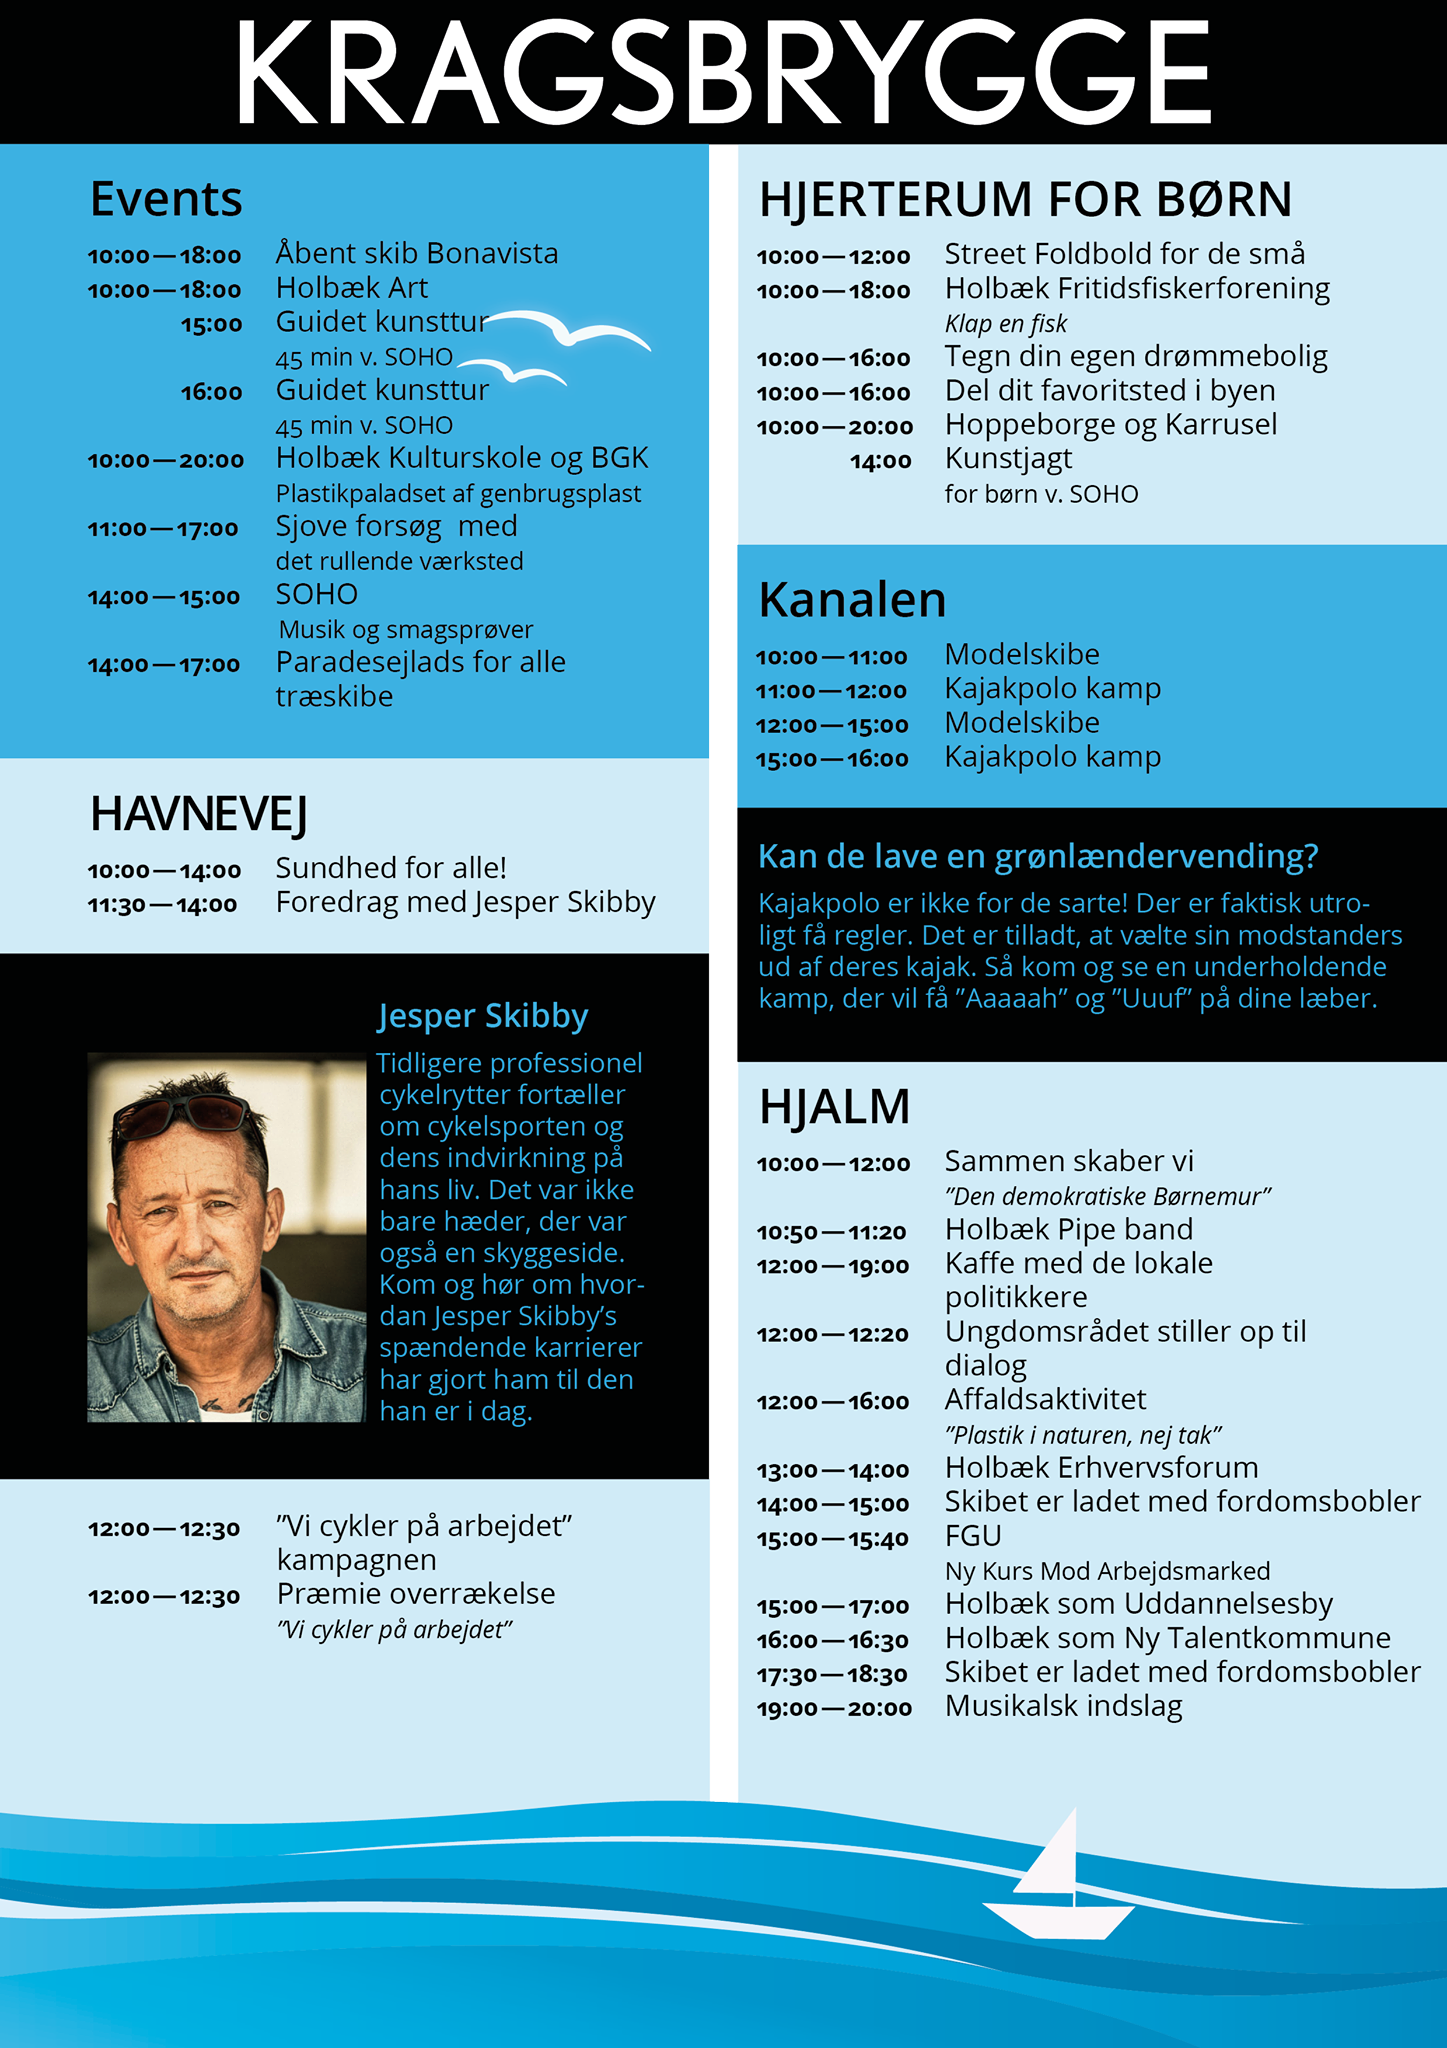 KRAGSBRYGGE
Events
10:00—18:00 Åbent skib Bonavista
10:00—18:00 Holbæk Art
15:00 Guidet kunsttur
45 min v. SOHO
16:00 Guidet kunsttur
45 min v. SOHO
10:00—20:00 Holbæk Kulturskole og BGK
Plastikpaladset af genbrugsplast
11:00—17:00 Sjove forsøg med
det rullende værksted
14:00—15:00 SOHO
Musik og smagsprøver
14:00—17:00 Paradesejlads for alle
træskibe
HAVNEVEJ
10:00—14:00 Sundhed for alle!
11:30—14:00 Foredrag med Jesper Skibby
Jesper Skibby
Tidligere professionel
cykelrytter fortæller
om cykelsporten og
dens indvirkning på
hans liv. Det var ikke
bare hæder, der var
også en skyggeside.
Kom og hør om hvor-
dan Jesper Skibby’s
spændende karrierer
har gjort ham til den
han er i dag.
12:00—12:30 ”Vi cykler på arbejdet”
kampagnen
12:00—12:30 Præmie overrækelse
”Vi cykler på arbejdet”
HJERTERUM FOR BØRN
10:00—12:00 Street Foldbold for de små
10:00—18:00 Holbæk Fritidsfiskerforening
Klap en fisk
10:00—16:00 Tegn din egen drømmebolig
10:00—16:00 Del dit favoritsted i byen
10:00—20:00 Hoppeborge og Karrusel
14:00 Kunstjagt
for børn v. SOHO
Kanalen
10:00—11:00 Modelskibe
11:00—12:00 Kajakpolo kamp
12:00—15:00 Modelskibe
15:00—16:00 Kajakpolo kamp
Kan de lave en grønlændervending?
Kajakpolo er ikke for de sarte! Der er faktisk utro-
ligt få regler. Det er tilladt, at vælte sin modstanders
ud af deres kajak. Så kom og se en underholdende
kamp, der vil få ”Aaaaah” og ”Uuuf” på dine læber.
HJALM
10:00—12:00 Sammen skaber vi
”Den demokratiske Børnemur”
10:50—11:20 Holbæk Pipe band
12:00—19:00 Kaffe med de lokale
politikkere
12:00—12:20 Ungdomsrådet stiller op til
dialog
12:00—16:00 Affaldsaktivitet
”Plastik i naturen, nej tak”
13:00—14:00 Holbæk Erhvervsforum
14:00—15:00 Skibet er ladet med fordomsbobler
15:00—15:40 FGU
Ny Kurs Mod Arbejdsmarked
15:00—17:00 Holbæk som Uddannelsesby
16:00—16:30 Holbæk som Ny Talentkommune
17:30—18:30 Skibet er ladet med fordomsbobler
19:00—20:00 Musikalsk indslag